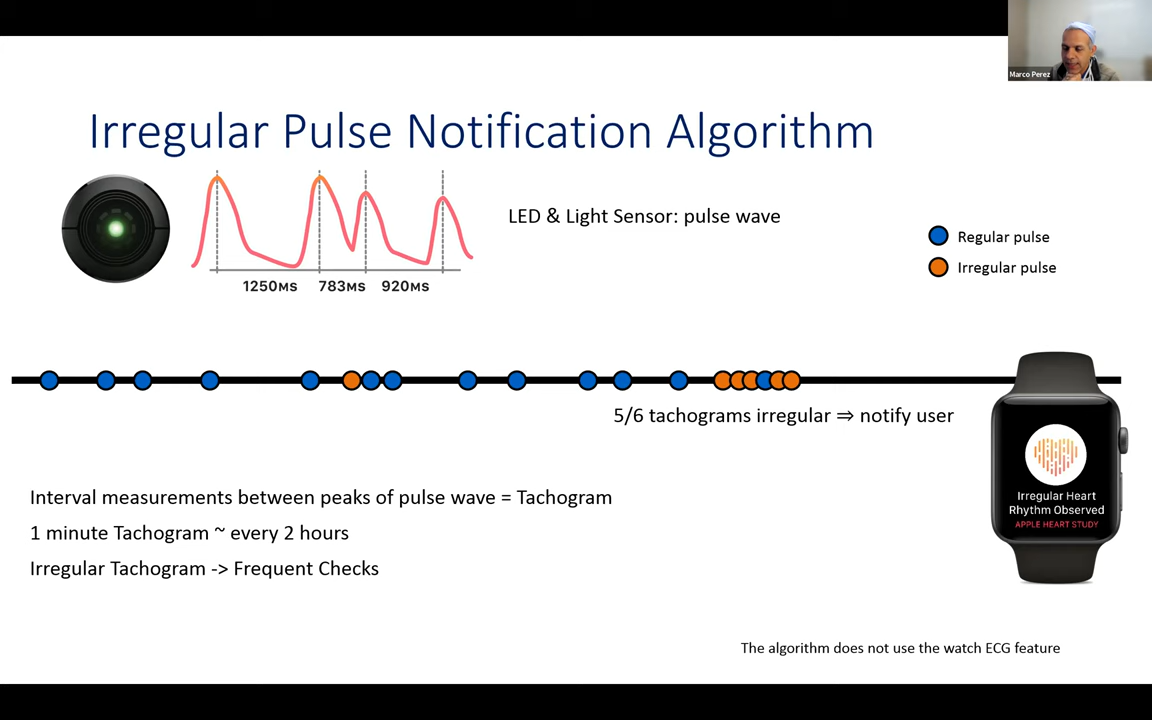 Marco Perez
Irregular Pulse Notification Algorithm
LED & Light Sensor: pulse wave
Regular pulse
Irregular pulse
1250MS 783MS 920MS
5/6 tachograms irregular ⇒ notify user
Irregular Heart
Rhythm Observed
APPLE HEART STUDY
Interval measurements between peaks of pulse wave = Tachogram
1 minute Tachogram ~ every 2 hours
Irregular Tachogram -> Frequent Checks
The algorithm does not use the watch ECG feature